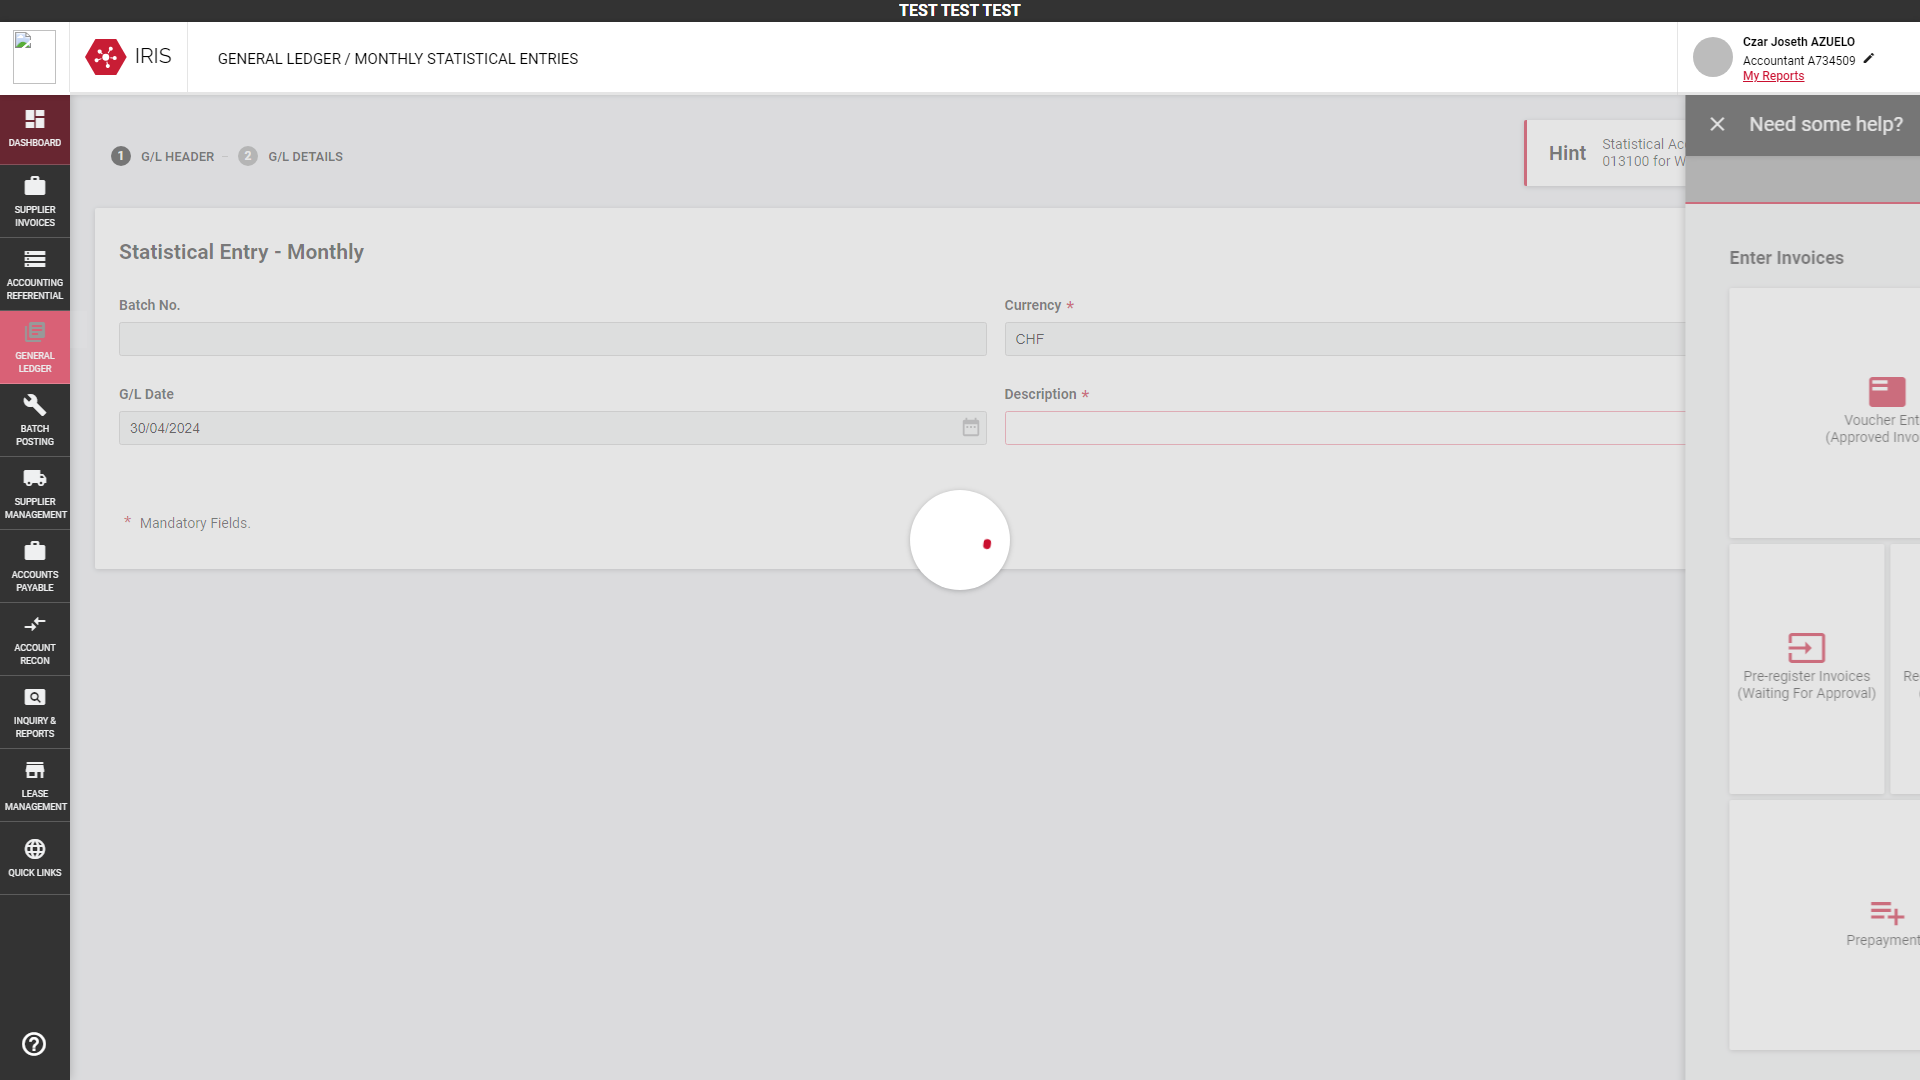 TEST TEST TEST
IRIS
GENERAL LEDGER / MONTHLY STATISTICAL ENTRIES
Czar Joseth AZUELO
Accountant A734509
My Reports
DASHBOARD
SUPPLIER
INVOICES
ACCOUNTING
REFERENTIAL
GENERAL
LEDGER
BATCH
POSTING
SUPPLIER
MANAGEMENT
ACCOUNTS
PAYABLE
ACCOUNT
RECON
INQUIRY &
REPORTS
LEASE
MANAGEMENT
QUICK LINKS
1 G/L HEADER
2 G/L DETAILS
Hint
Statistical Ac
013100 for W
Statistical Entry - Monthly
Batch No.
Currency *
CHF
G/L Date
30/04/2024
Description *
* Mandatory Fields.
Need some help?
Enter Invoices
Voucher Ent
(Approved Invo
Pre-register Invoices
(Waiting For Approval)
Re
Prepayment